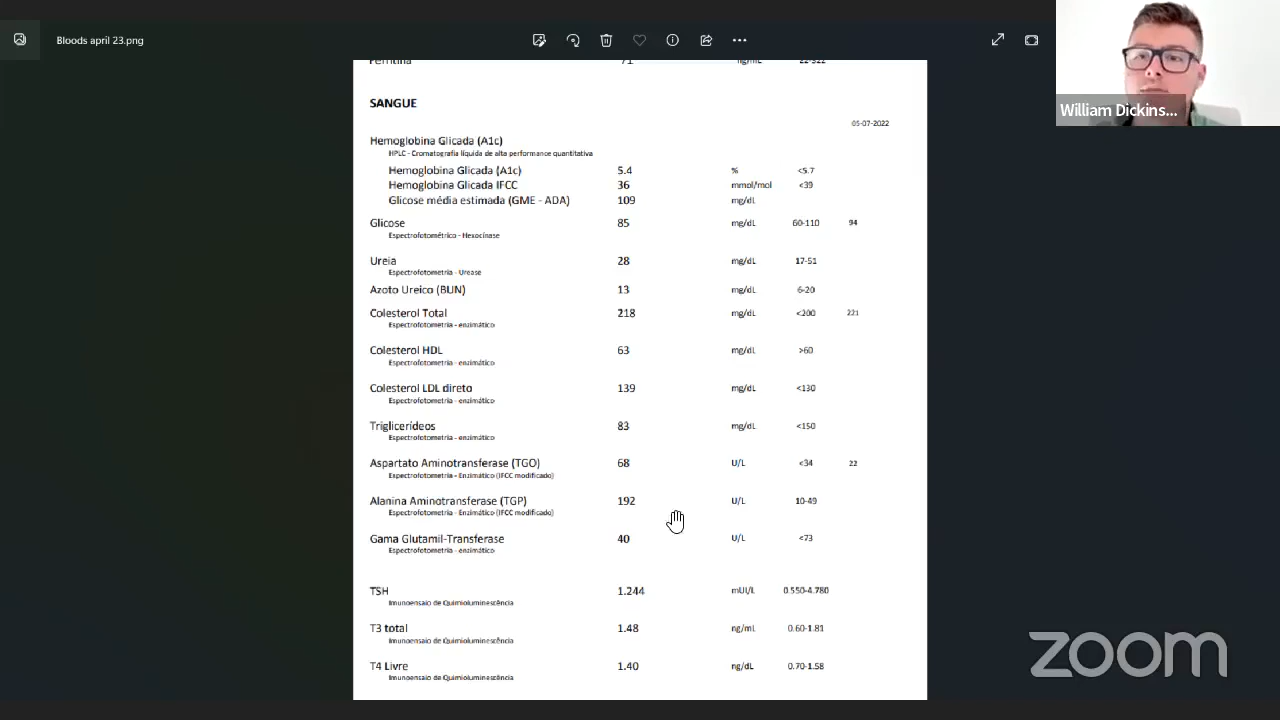 Bloods april 23.png
William Dickins...
Ferritina 71 ng/mL 22-322
SANGUE
05-07-2022
Hemoglobina Glicada (A1c)
HPLC - Cromatografia líquida de alta performance quantitativa
Hemoglobina Glicada (A1c) 5.4 % <5.7
Hemoglobina Glicada IFCC 36 mmol/mol <39
Glicose média estimada (GME - ADA) 109 mg/dL
Glicose 85 mg/dL 60-110 94
Espectrofotométrico - Hexocinase
Ureia 28 mg/dL 17-51
Espectrofotometria - Urease
Azoto Ureico (BUN) 13 mg/dL 6-20
Colesterol Total 218 mg/dL <200 221
Espectrofotometria - enzimático
Colesterol HDL 63 mg/dL >60
Espectrofotometria - enzimático
Colesterol LDL direto 139 mg/dL <130
Espectrofotometria - enzimático
Triglicerídeos 83 mg/dL <150
Espectrofotometria - enzimático
Aspartato Aminotransferase (TGO) 68 U/L <34 22
Espectrofotometria - Enzimático (IFCC modificado)
Alanina Aminotransferase (TGP) 192 U/L 10-49
Espectrofotometria - Enzimático (IFCC modificado)
Gama Glutamil-Transferase 40 U/L <73
Espectrofotometria - enzimático
TSH 1.244 mUI/L 0.550-4.780
Imunoensaio de Quimioluminescência
T3 total 1.48 ng/mL 0.60-1.81
Imunoensaio de Quimioluminescência
T4 Livre 1.40 ng/dL 0.70-1.58
Imunoensaio de Quimioluminescência
zoom